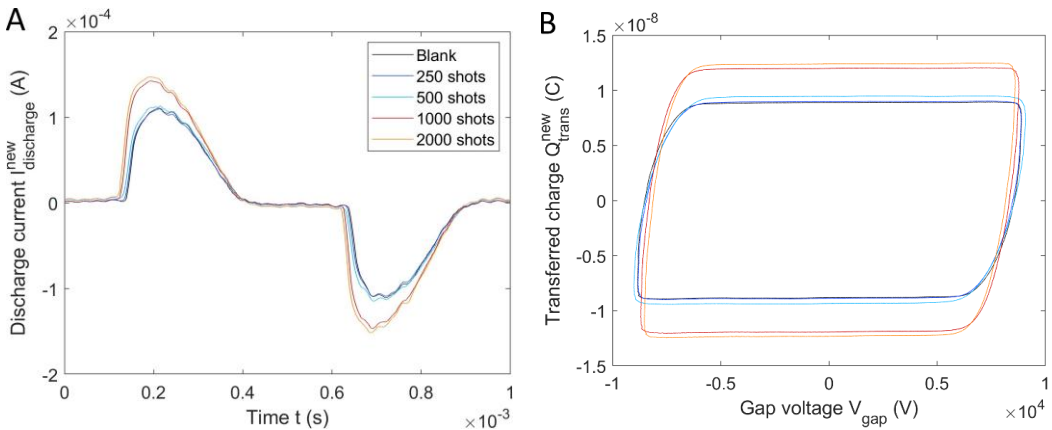 A
×10⁻⁴
2
1
0
-1
-2
Discharge current I^new_discharge (A)
0
0.2
0.4
0.6
0.8
1
Time t (s)
×10⁻³
Blank
250 shots
500 shots
1000 shots
2000 shots
B
×10⁻⁸
1.5
1
0.5
0
-0.5
-1
-1.5
Transferred charge Q^new_trans (C)
-1
-0.5
0
0.5
1
Gap voltage V_gap (V)
×10⁴